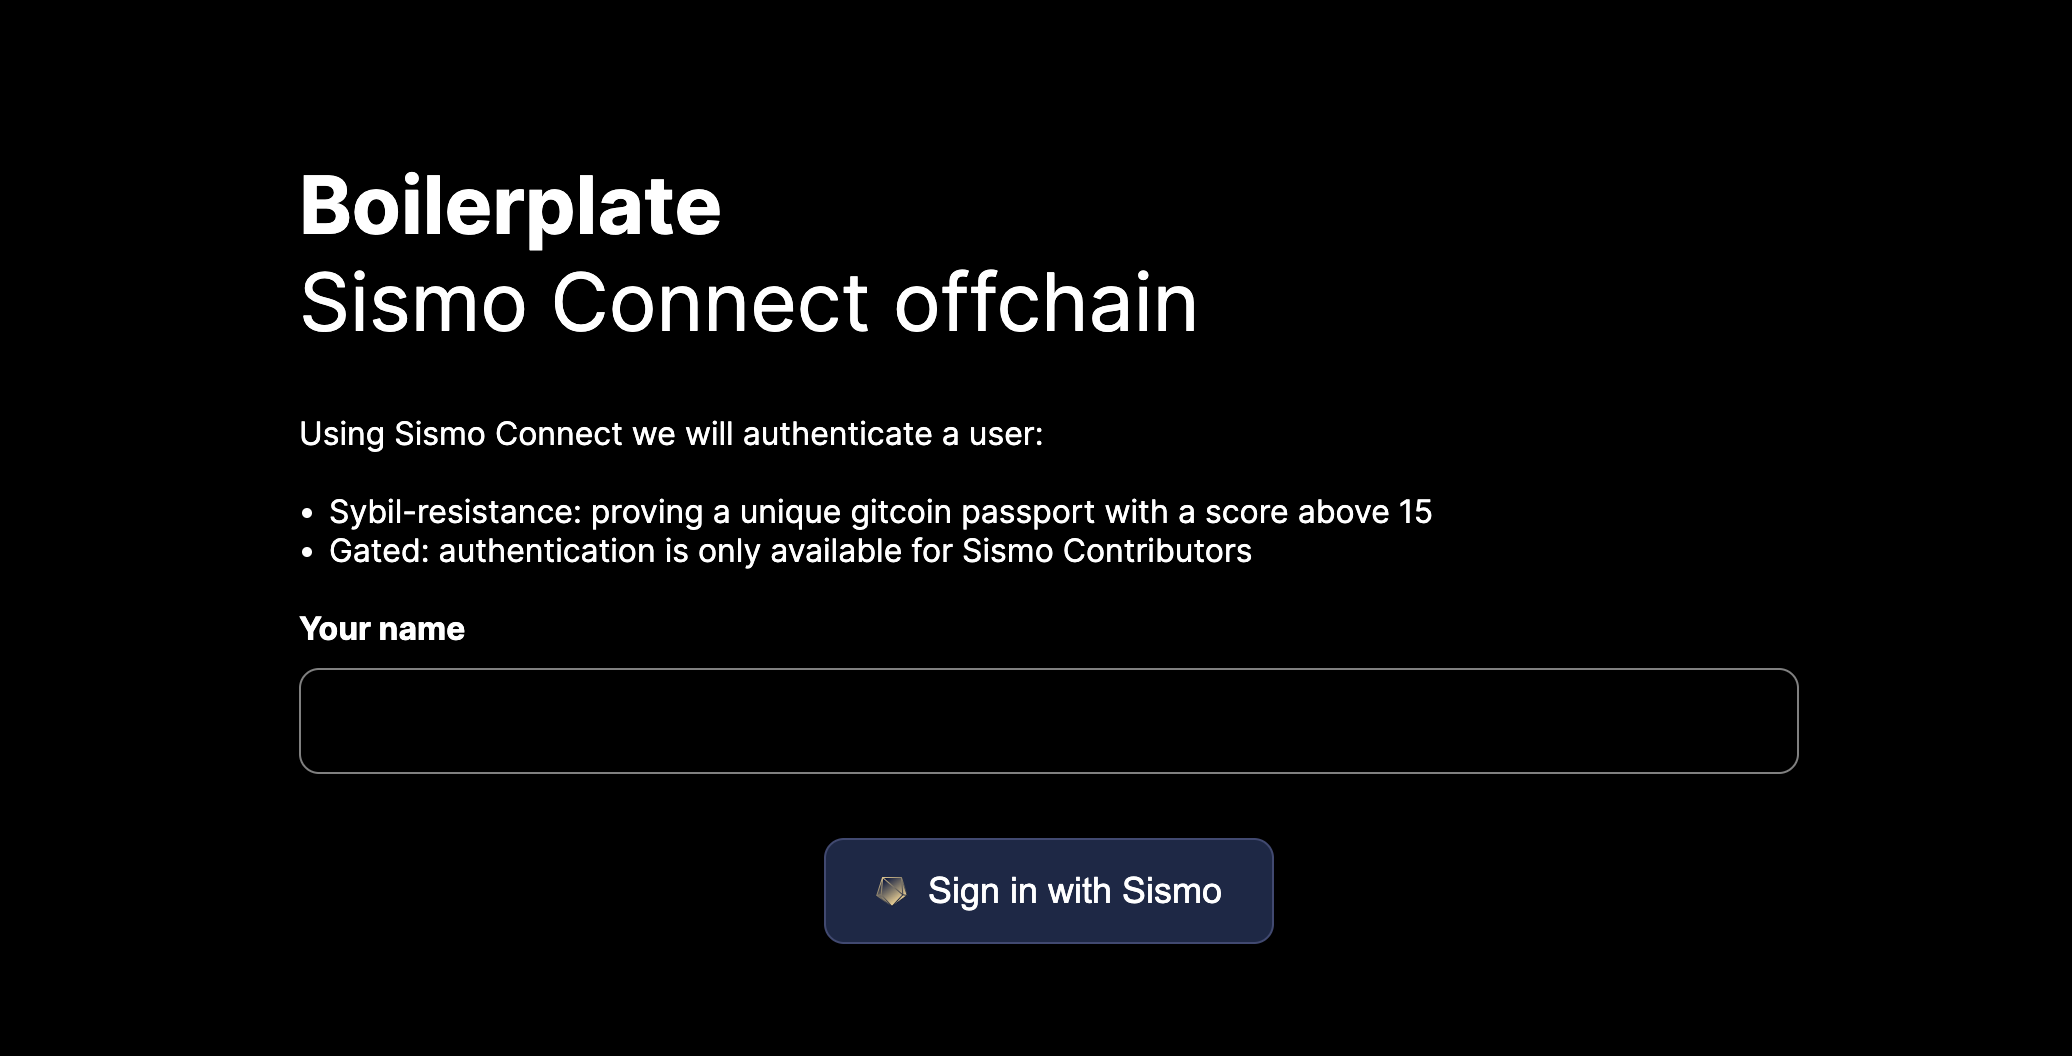 Boilerplate
Sismo Connect offchain
Using Sismo Connect we will authenticate a user:
• Sybil-resistance: proving a unique gitcoin passport with a score above 15
• Gated: authentication is only available for Sismo Contributors
Your name
Sign in with Sismo